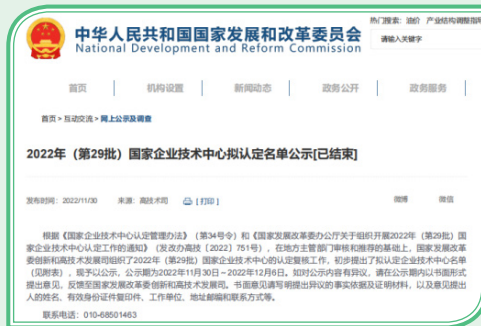 热门搜索：油价 产业结构调整指
中华人民共和国国家发展和改革委员会
National Development and Reform Commission
请输入关键字
首页 机构设置 新闻动态 政务公开 政务服务
首页 > 互动交流 > 网上公示及调查
2022年（第29批）国家企业技术中心拟认定名单公示[已结束]
发布时间：2022/11/30 来源：高技术司 [打印] 微博 微信
根据《国家企业技术中心认定管理办法》（第34号令）和《国家发展改革委办公厅关于组织开展2022年（第29批）国
家企业技术中心认定工作的通知》（发改办高技〔2022〕751号），在地方主管部门审核和推荐的基础上，国家发展改革
委创新和高技术发展司组织了2022年（第29批）国家企业技术中心的认定复核工作，初步提出了拟认定企业技术中心名单
（见附表），现予以公示，公示期为2022年11月30日～2022年12月6日。如对公示内容有异议，请在公示期内以书面形式
提出意见，反馈至国家发展改革委创新和高技术发展司。书面意见请写明提出异议的事实依据及证明材料，以及意见提出
人的姓名、有效身份证件复印件、工作单位、地址邮编和联系方式等。
联系电话：010-68501463